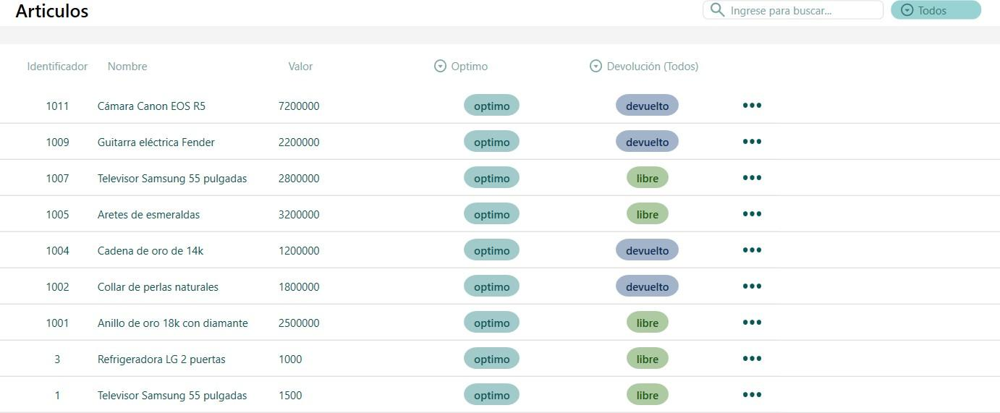 Articulos Ingrese para buscar... Todos
Identificador Nombre Valor Optimo Devolución (Todos)
1011 Cámara Canon EOS R5 7200000 optimo devuelto
1009 Guitarra eléctrica Fender 2200000 optimo devuelto
1007 Televisor Samsung 55 pulgadas 2800000 optimo libre
1005 Aretes de esmeraldas 3200000 optimo libre
1004 Cadena de oro de 14k 1200000 optimo devuelto
1002 Collar de perlas naturales 1800000 optimo devuelto
1001 Anillo de oro 18k con diamante 2500000 optimo libre
3 Refrigeradora LG 2 puertas 1000 optimo libre
1 Televisor Samsung 55 pulgadas 1500 optimo libre